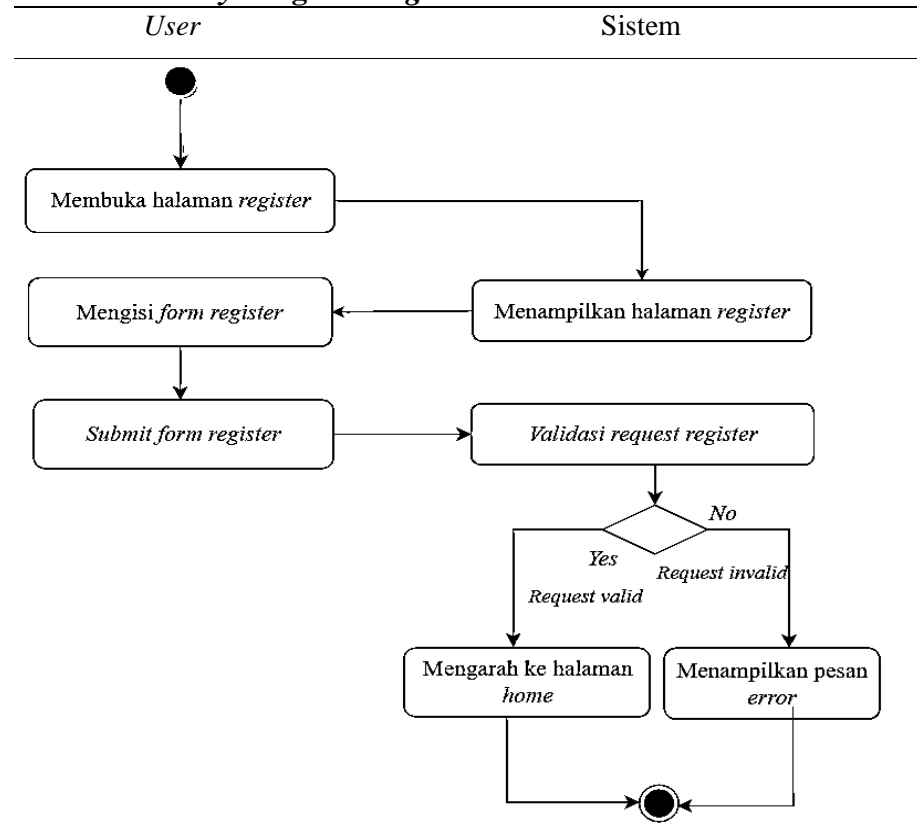 User
Sistem
Membuka halaman register
Mengisi form register
Menampilkan halaman register
Submit form register
Validasi request register
No
Yes
Request invalid
Request valid
Mengarah ke halaman
home
Menampilkan pesan
error